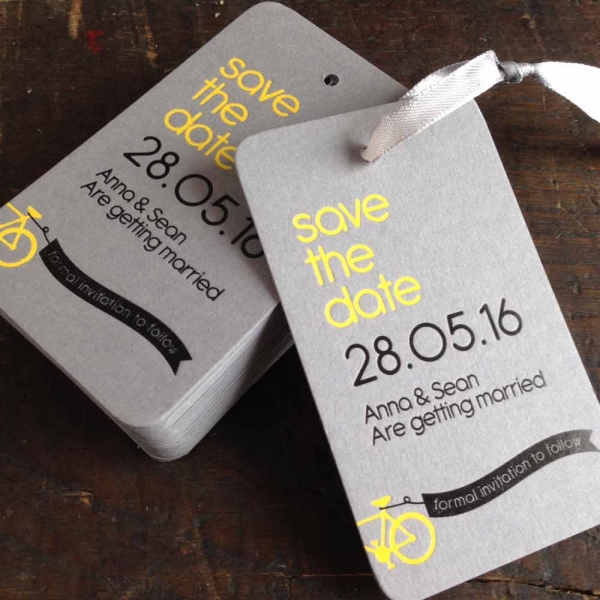 save
the
date
28.05.16
Anna & Sean
Are getting married
formal invitation to follow
save
the
date
28.05.16
Anna & Sean
Are getting married
formal invitation to follow